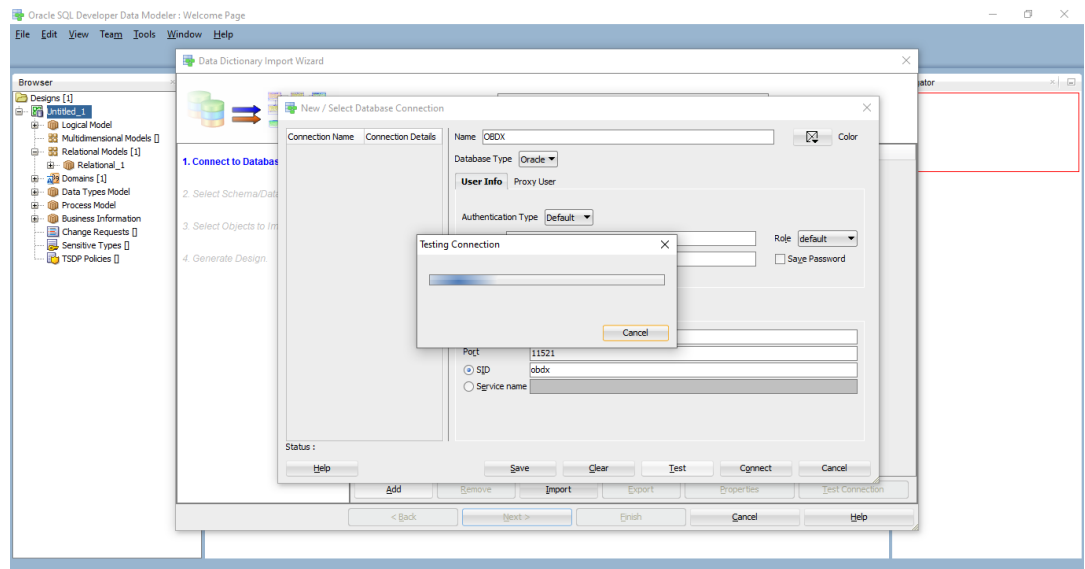 Oracle SQL Developer Data Modeler : Welcome Page
File Edit View Team Tools Window Help
Data Dictionary Import Wizard
Browser
Designs [1]
Untitled_1
Logical Model
Multidimensional Models []
Relational Models [1]
Relational_1
Domains [1]
Data Types Model
Process Model
Business Information
Change Requests []
Sensitive Types []
TSDP Policies []
1. Connect to Databas
2. Select Schema/Dat
3. Select Objects to Im
4. Generate Design
New / Select Database Connection
Connection Name Connection Details
Name OBDX
Color
Database Type Oracle
User Info Proxy User
Authentication Type Default
Role default
Save Password
Testing Connection
Cancel
Port 11521
SID obdx
Service name
Status :
Help Save Clear Test Connect Cancel
Add Remove Import Export Properties Test Connection
< Back Next > Finish Cancel Help
ator